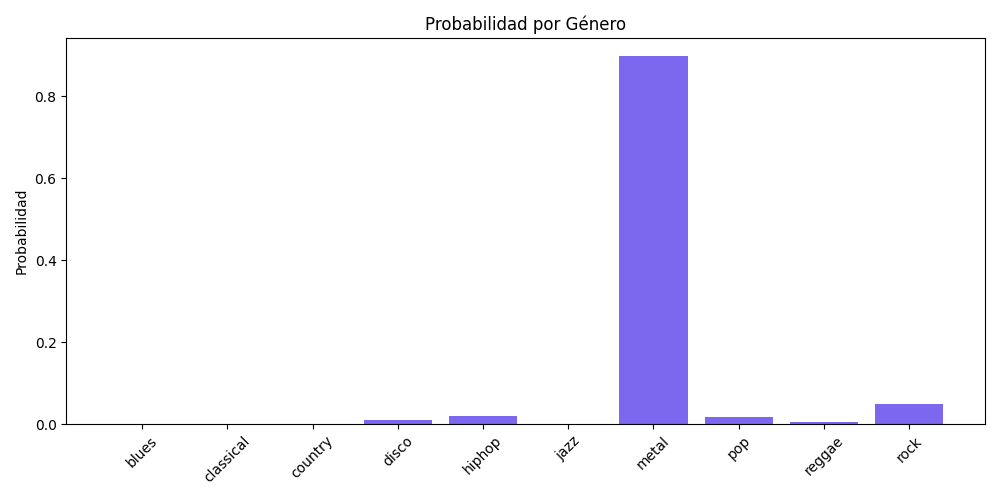 Probabilidad por Género
Probabilidad
0.8
0.6
0.4
0.2
0.0
blues
classical
country
disco
hiphop
jazz
metal
pop
reggae
rock